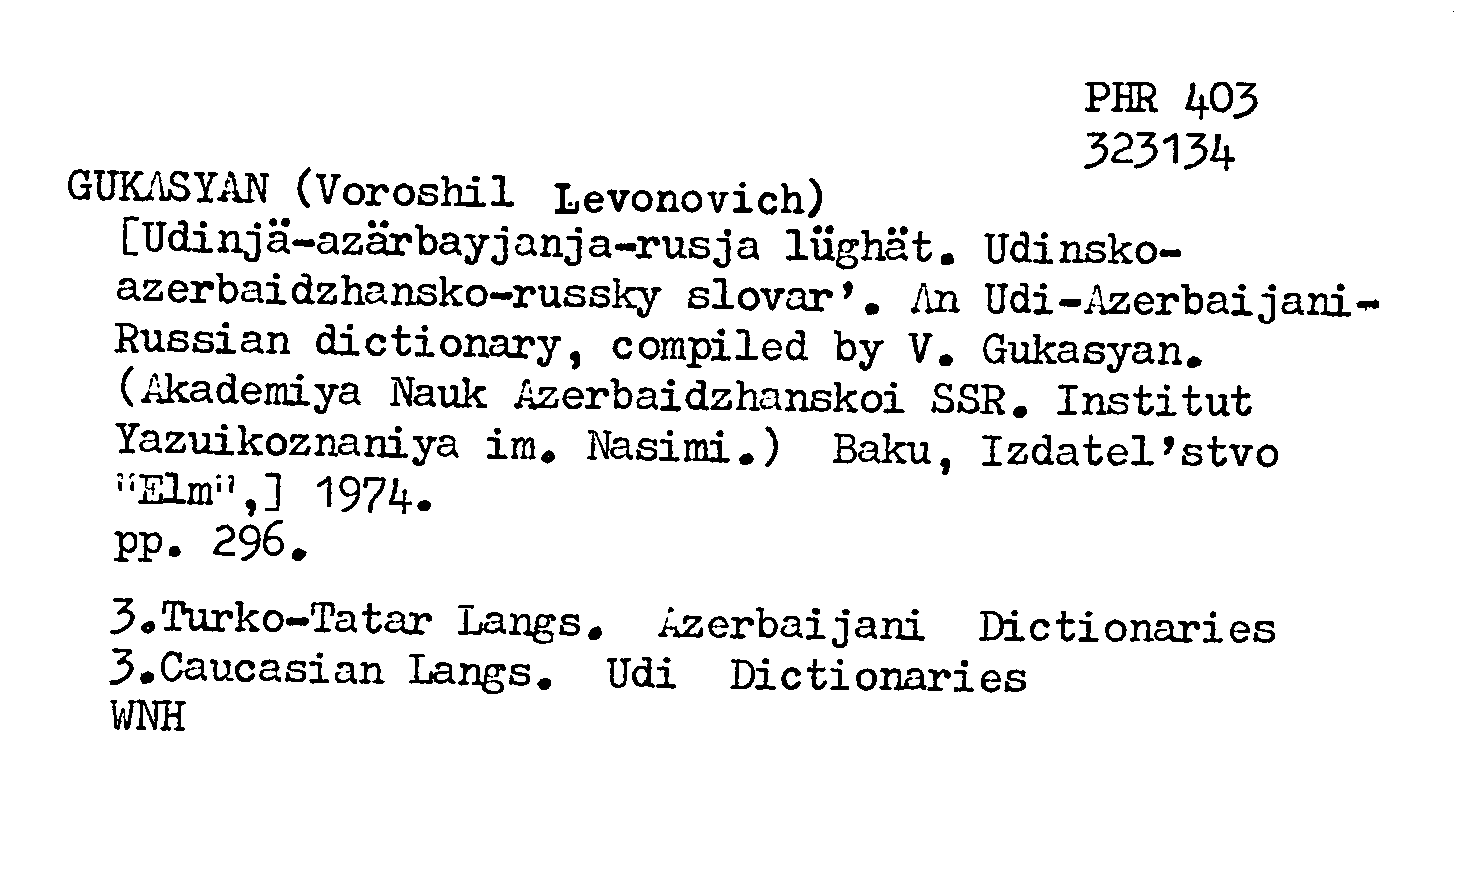 PHR 403
323134
GUKASYAN (Voroshil Levonovich)
[Udinjä-azärbayjanja-rusja lüghät. Udinsko-
azerbaidzhansko-russky slovar'. An Udi-Azerbaijani-
Russian dictionary, compiled by V. Gukasyan.
(Akademiya Nauk Azerbaidzhanskoi SSR. Institut
Yazuikoznaniya im. Nasimi.) Baku, Izdatel'stvo
"Elm",] 1974.
pp. 296.
3.Turko-Tatar Langs. Azerbaijani Dictionaries
3.Caucasian Langs. Udi Dictionaries
WNH